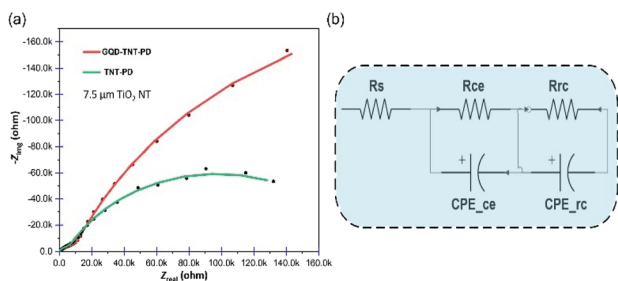 (a)
-160.0k
-140.0k
-120.0k
-100.0k
-80.0k
-60.0k
-40.0k
-20.0k
0.0
-Zimg (ohm)
GQD-TNT-PD
TNT-PD
7.5 μm TiO2 NT
0.0
20.0k
40.0k
60.0k
80.0k
100.0k
120.0k
140.0k
160.0k
Zreal (ohm)
(b)
Rs
Rce
Rrc
+
+
CPE_ce
CPE_rc